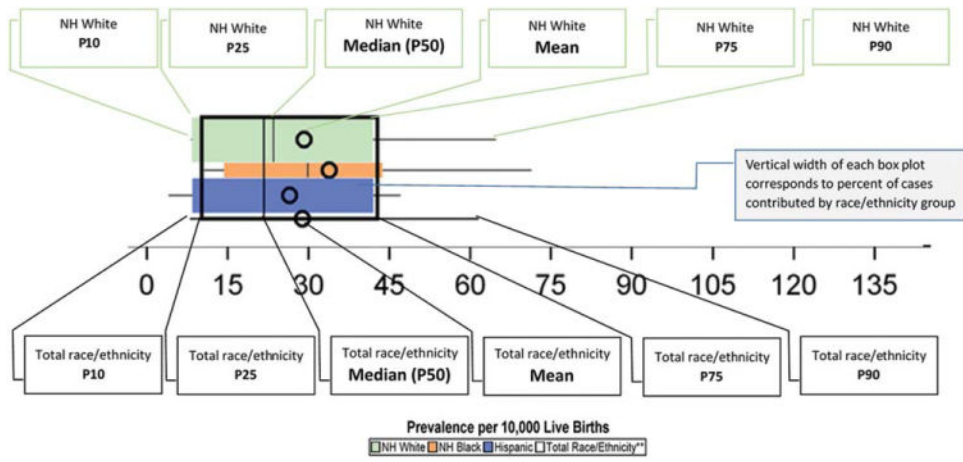 NH White
P10
NH White
P25
NH White
Median (P50)
NH White
Mean
NH White
P75
NH White
P90
Vertical width of each box plot
corresponds to percent of cases
contributed by race/ethnicity group
0 15 30 45 60 75 90 105 120 135
Total race/ethnicity
P10
Total race/ethnicity
P25
Total race/ethnicity
Median (P50)
Total race/ethnicity
Mean
Total race/ethnicity
P75
Total race/ethnicity
P90
Prevalence per 10,000 Live Births
NH White NH Black Hispanic Total Race/Ethnicity**